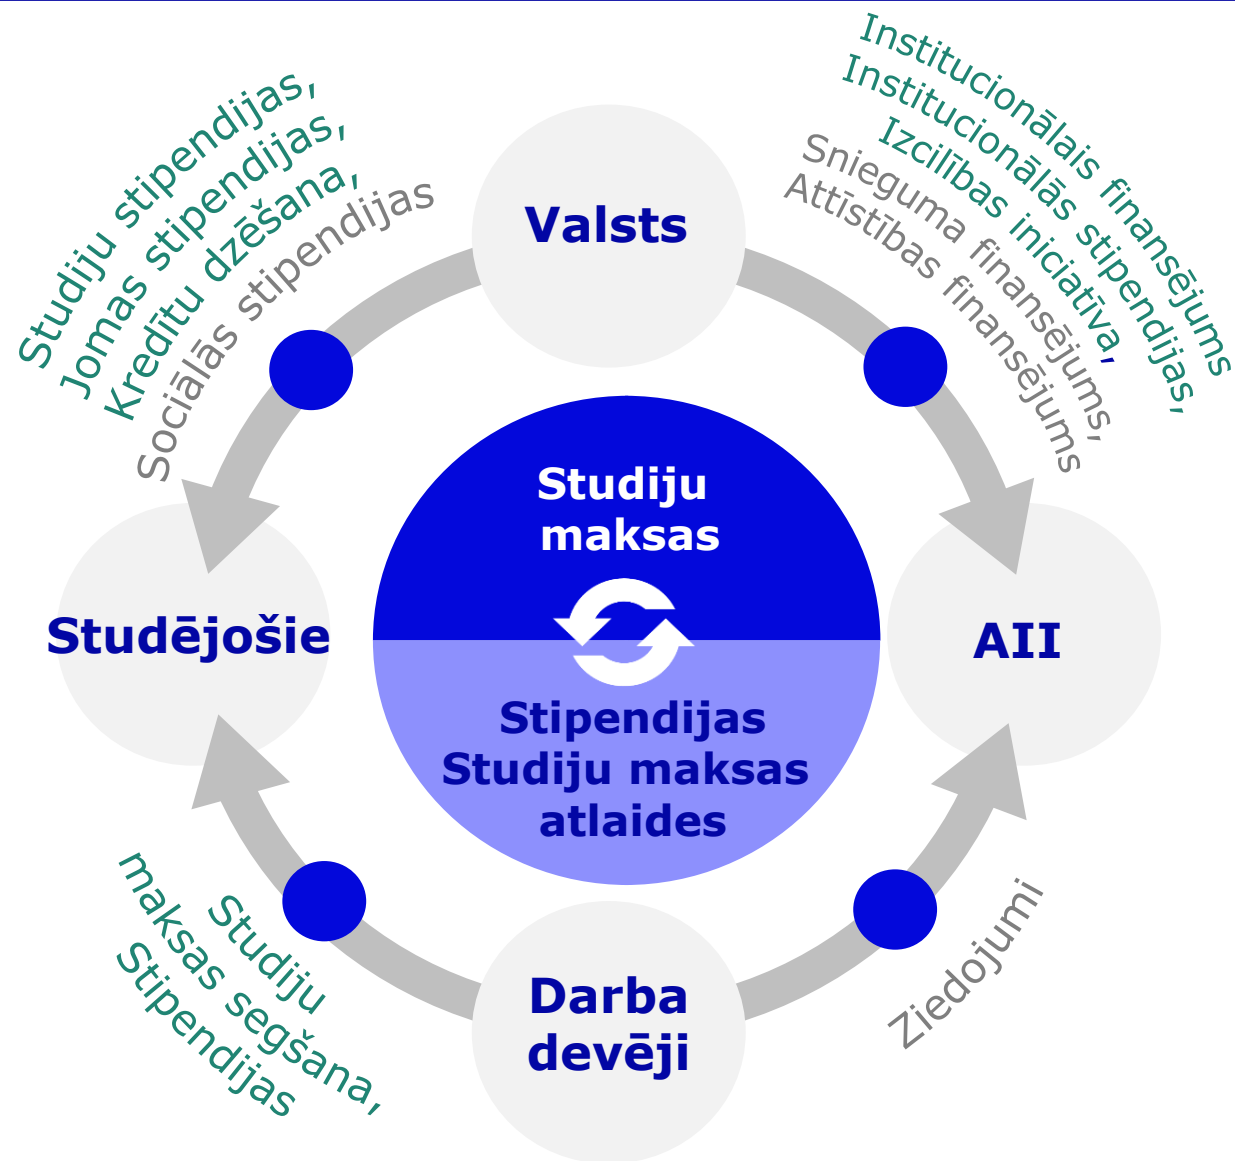 Studiju stipendijas,
Jomas stipendijas,
Kredītu dzēšana,
Sociālās stipendijas
Valsts
Institucionālais finansējums
Institucionālās stipendijas,
Izcilības iniciatīva,
Snieguma finansējums,
Attīstības finansējums
Studiju
maksas
Studējošie
AII
Stipendijas
Studiju maksas
atlaides
Studiju
maksas segšana,
Stipendijas
Darba
devēji
Ziedojumi